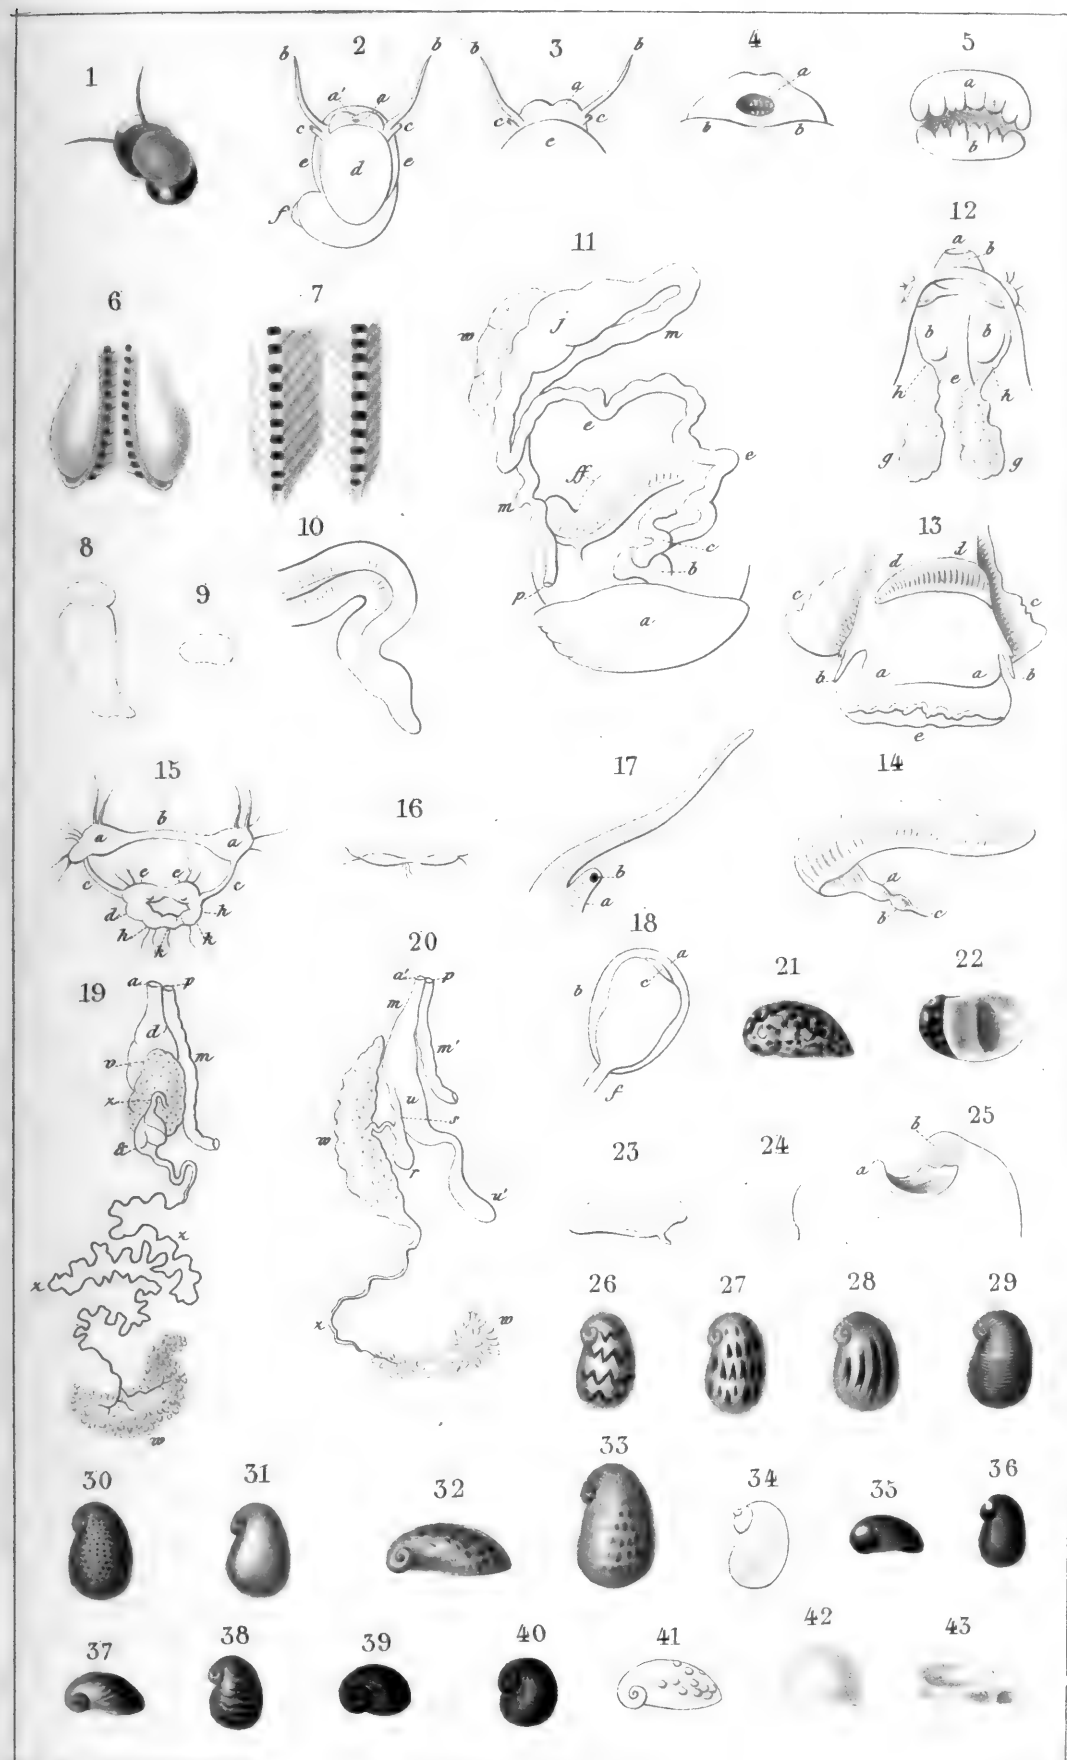 1
2
b b
a' a
c c
e d e
f
3
b b
a
c c
e
4
a
b b
5
a
b
6
7
11
w j m
e
ff e
m
c
b
p
a
12
a b
b b
h e h
g g
8
9
10
13
d d
c c
b a a b
e
15
b
a a
c e e c
d h
h k k
16
17
b
a
14
a
b c
18
a
b c
f
19
a p
d
v m
x
&
x
x
w
20
a' p
m
m'
u
s
w
r
u'
x w
21
22
23
24
25
b
a
26
27
28
29
30
31
32
33
34
35
36
37
38
39
40
41
42
43